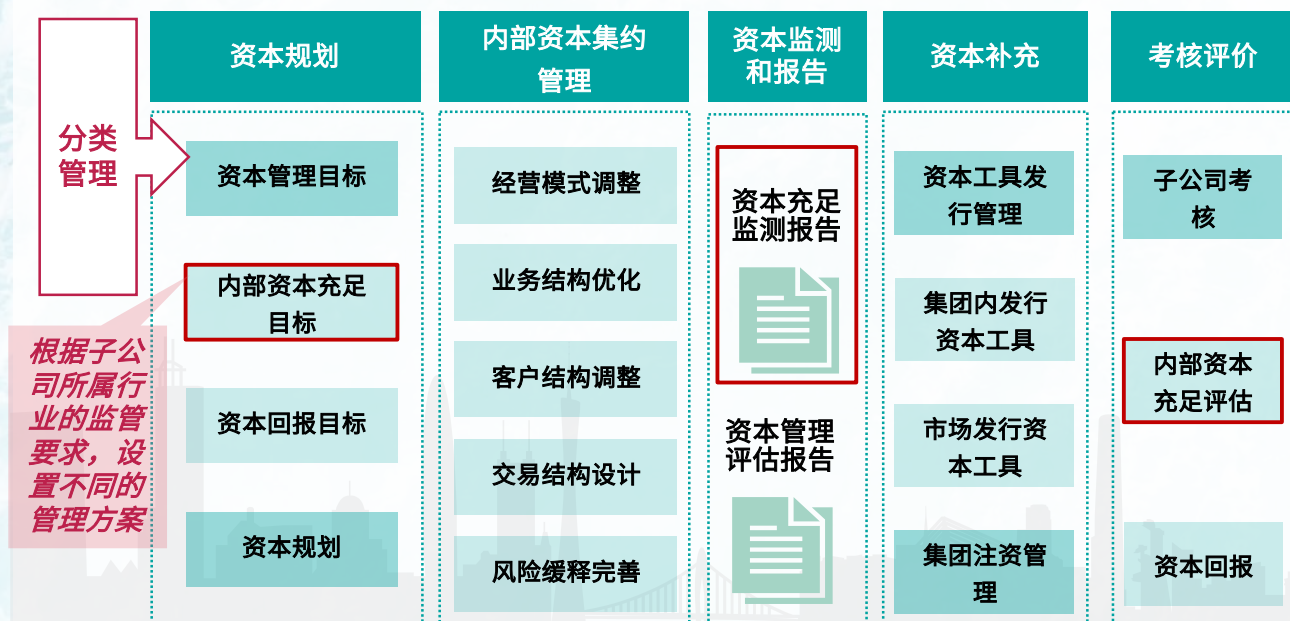 分类
管理
根据子公
司所属行
业的监管
要求，设
置不同的
管理方案
资本规划
资本管理目标
内部资本充足
目标
资本回报目标
资本规划
内部资本集约
管理
经营模式调整
业务结构优化
客户结构调整
交易结构设计
风险缓释完善
资本监测
和报告
资本充足
监测报告
资本管理
评估报告
资本补充
资本工具发
行管理
集团内发行
资本工具
市场发行资
本工具
集团注资管
理
考核评价
子公司考
核
内部资本
充足评估
资本回报